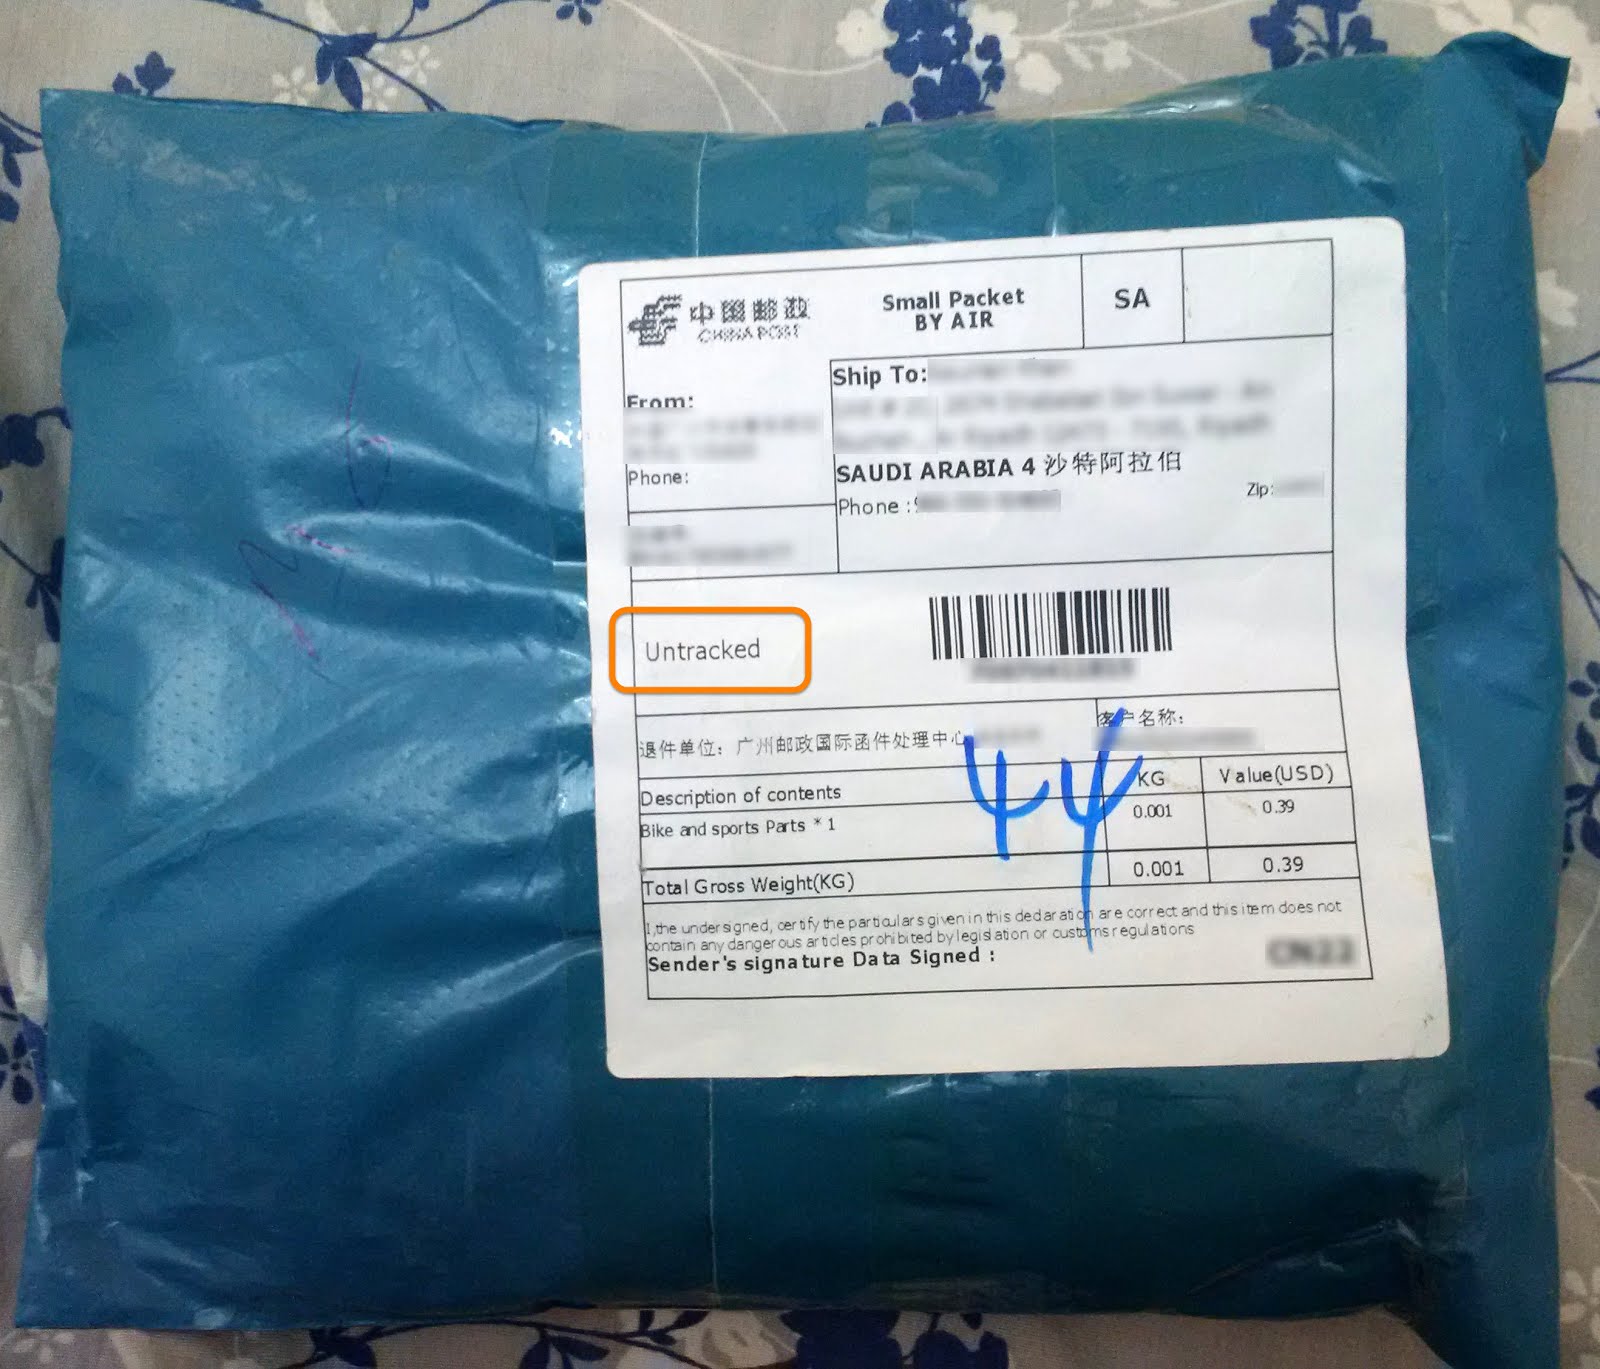 中国邮政
CHINA POST
Small Packet
BY AIR
SA
From:
Phone:
Ship To:
SAUDI ARABIA 4 沙特阿拉伯
Phone :
Zip:
Untracked
退件单位：广州邮政国际函件处理中心
客户名称：
Description of contents KG Value(USD)
Bike and sports Parts * 1 0.001 0.39
Total Gross Weight(KG) 0.001 0.39
1,the undersigned, certify the particulars given in this declaration are correct and this item does not
contain any dangerous articles prohibited by legislation or customs regulations
Sender's signature Data Signed :
CN22